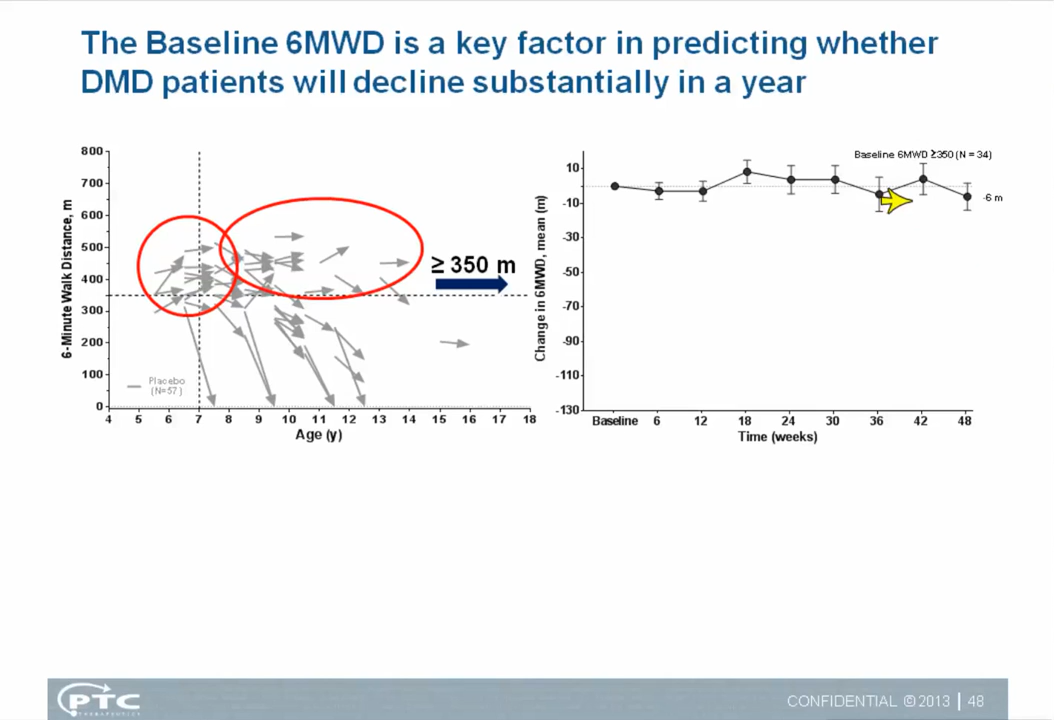 The Baseline 6MWD is a key factor in predicting whether
DMD patients will decline substantially in a year
6-Minute Walk Distance, m
800
700
600
500
400
300
200
100
0
Placebo
(N=57)
4 5 6 7 8 9 10 11 12 13 14 15 16 17 18
Age (y)
≥ 350 m
Change in 6MWD, mean (m)
10
-10
-30
-50
-70
-90
-110
-130
Baseline 6MWD ≥350 (N = 34)
-6 m
Baseline 6 12 18 24 30 36 42 48
Time (weeks)
PTC
THERAPEUTICS
CONFIDENTIAL ©2013 | 48